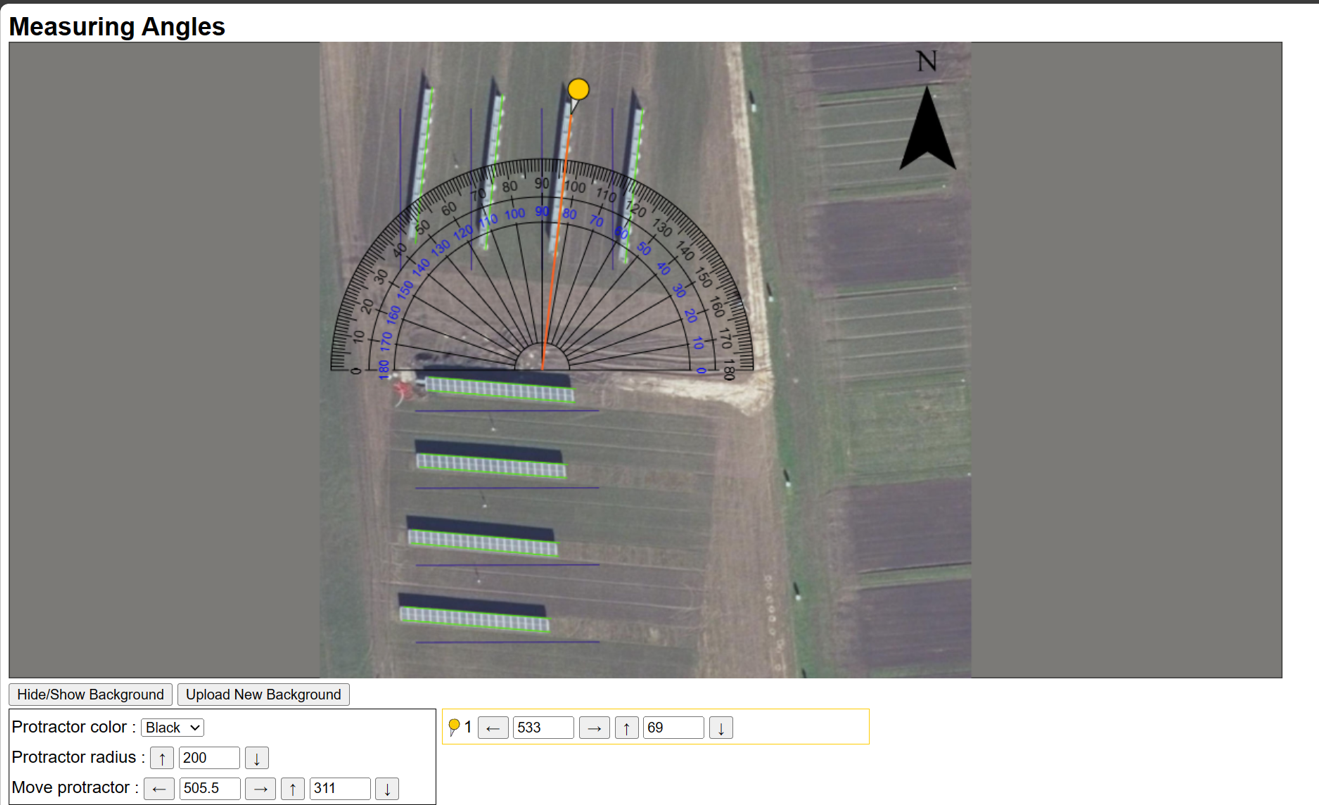 Measuring Angles
N
0 10 20 30 40 50 60 70 80 90 100 110 120 130 140 150 160 170 180
180 170 160 150 140 130 120 110 100 90 80 70 60 50 40 30 20 10 0
Hide/Show Background Upload New Background
Protractor color : Black
1 ← 533 → ↑ 69 ↓
Protractor radius : ↑ 200 ↓
Move protractor : ← 505.5 → ↑ 311 ↓